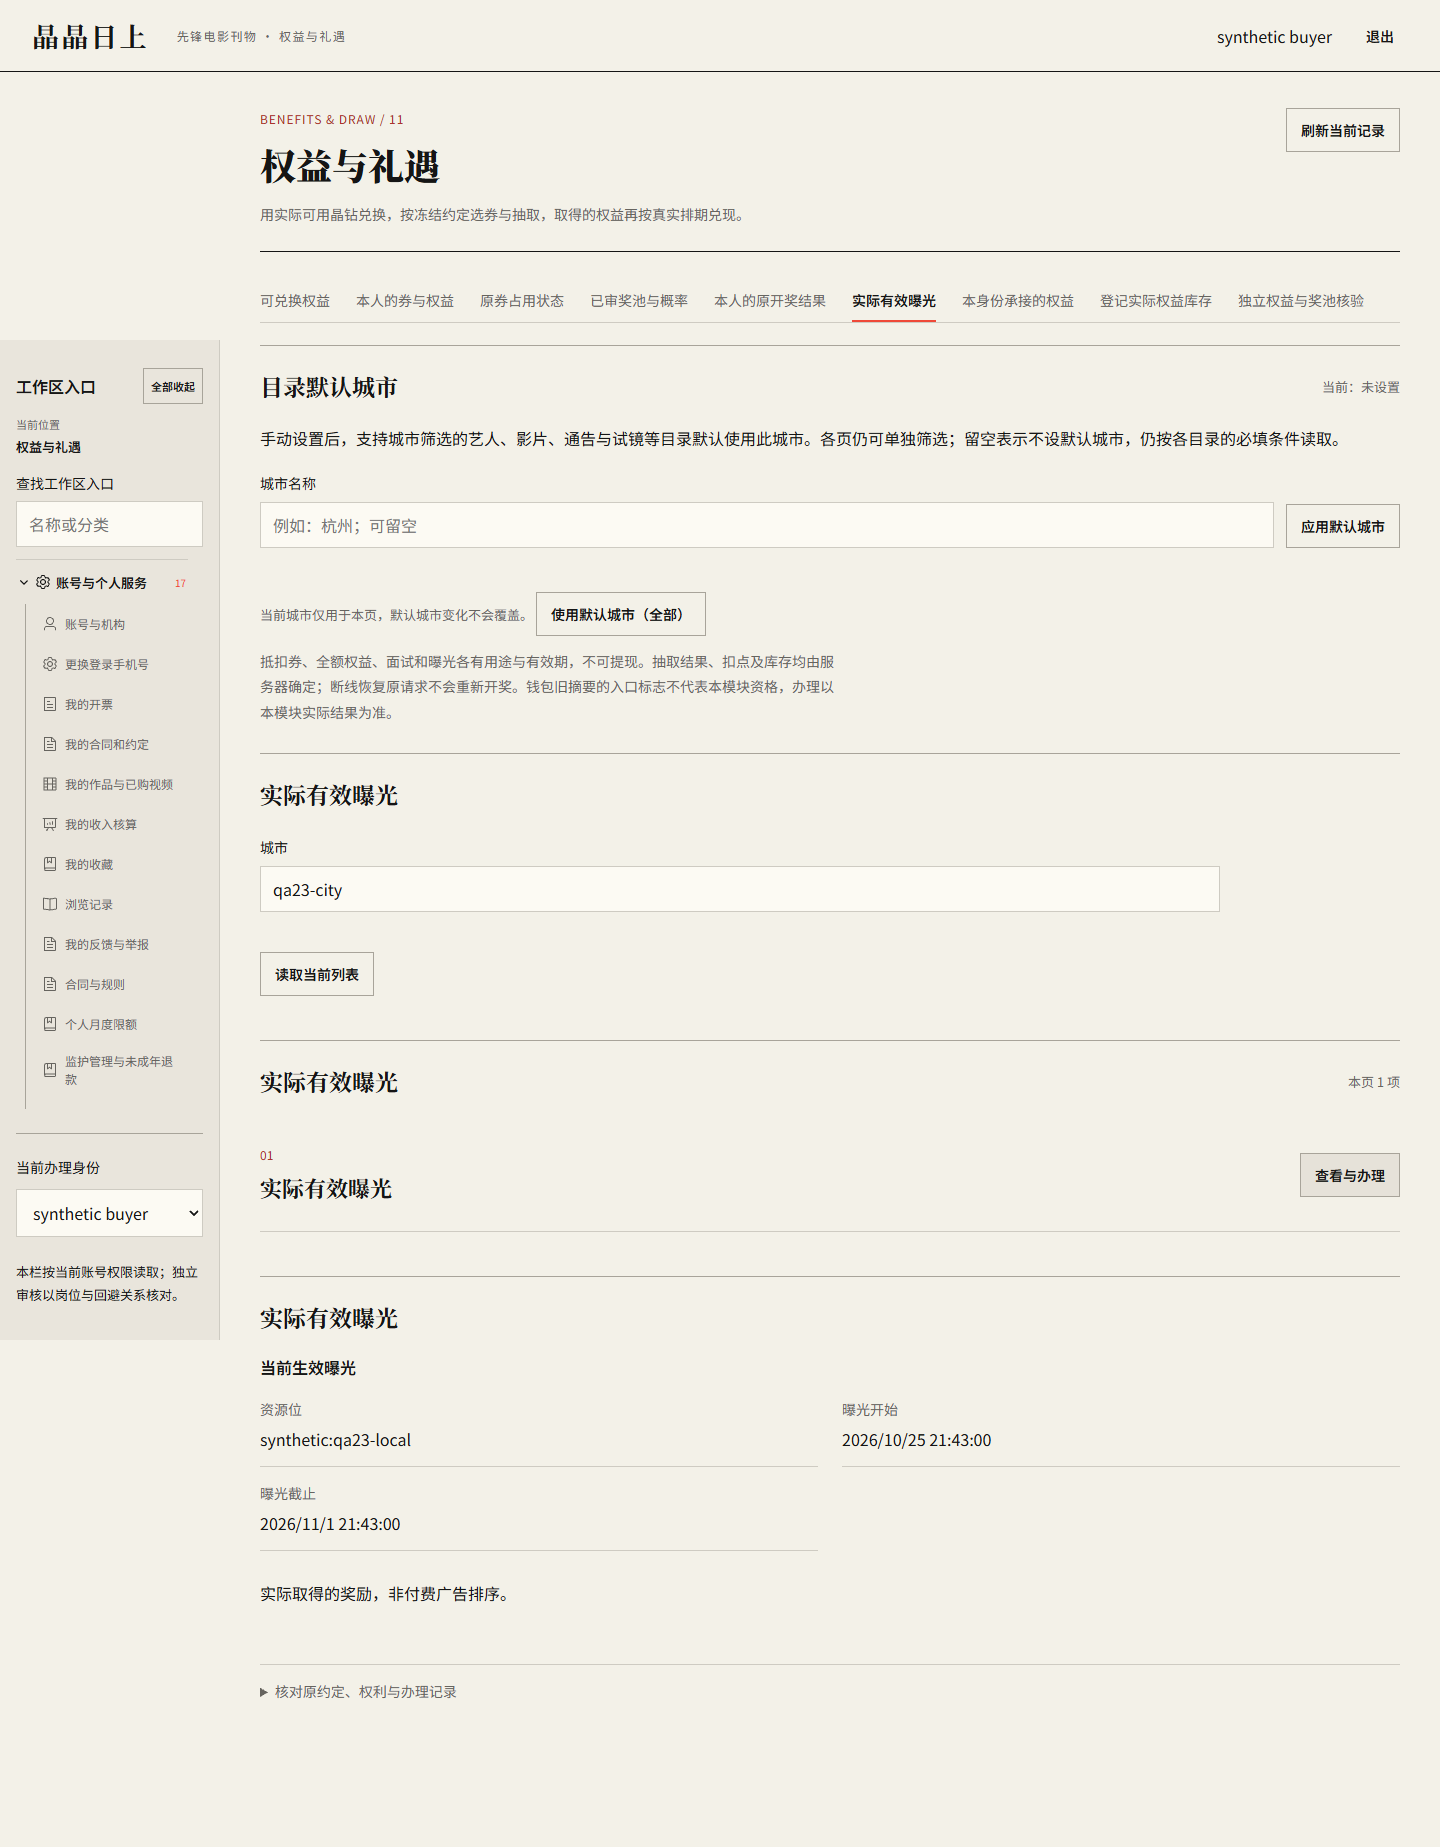 晶晶日上
先锋电影刊物 · 权益与礼遇
synthetic buyer
退出
BENEFITS & DRAW / 11
权益与礼遇
用实际可用晶钻兑换，按冻结约定选券与抽取，取得的权益再按真实排期兑现。
刷新当前记录
可兑换权益
本人的券与权益
原券占用状态
已审奖池与概率
本人的原开奖结果
实际有效曝光
本身份承接的权益
登记实际权益库存
独立权益与奖池核验
工作区入口
全部收起
当前位置
权益与礼遇
查找工作区入口
名称或分类
账号与个人服务
17
账号与机构
更换登录手机号
我的开票
我的合同和约定
我的作品与已购视频
我的收入核算
我的收藏
浏览记录
我的反馈与举报
合同与规则
个人月度限额
监护管理与未成年退
款
当前办理身份
synthetic buyer
本栏按当前账号权限读取；独立
审核以岗位与回避关系核对。
目录默认城市
当前：未设置
手动设置后，支持城市筛选的艺人、影片、通告与试镜等目录默认使用此城市。各页仍可单独筛选；留空表示不设默认城市，仍按各目录的必填条件读取。
城市名称
例如：杭州；可留空
应用默认城市
当前城市仅用于本页，默认城市变化不会覆盖。
使用默认城市（全部）
抵扣券、全额权益、面试和曝光各有用途与有效期，不可提现。抽取结果、扣点及库存均由服
务器确定；断线恢复原请求不会重新开奖。钱包旧摘要的入口标志不代表本模块资格，办理以
本模块实际结果为准。
实际有效曝光
城市
qa23-city
读取当前列表
实际有效曝光
本页 1 项
01
实际有效曝光
查看与办理
实际有效曝光
当前生效曝光
资源位
synthetic:qa23-local
曝光开始
2026/10/25 21:43:00
曝光截止
2026/11/1 21:43:00
实际取得的奖励，非付费广告排序。
核对原约定、权利与办理记录